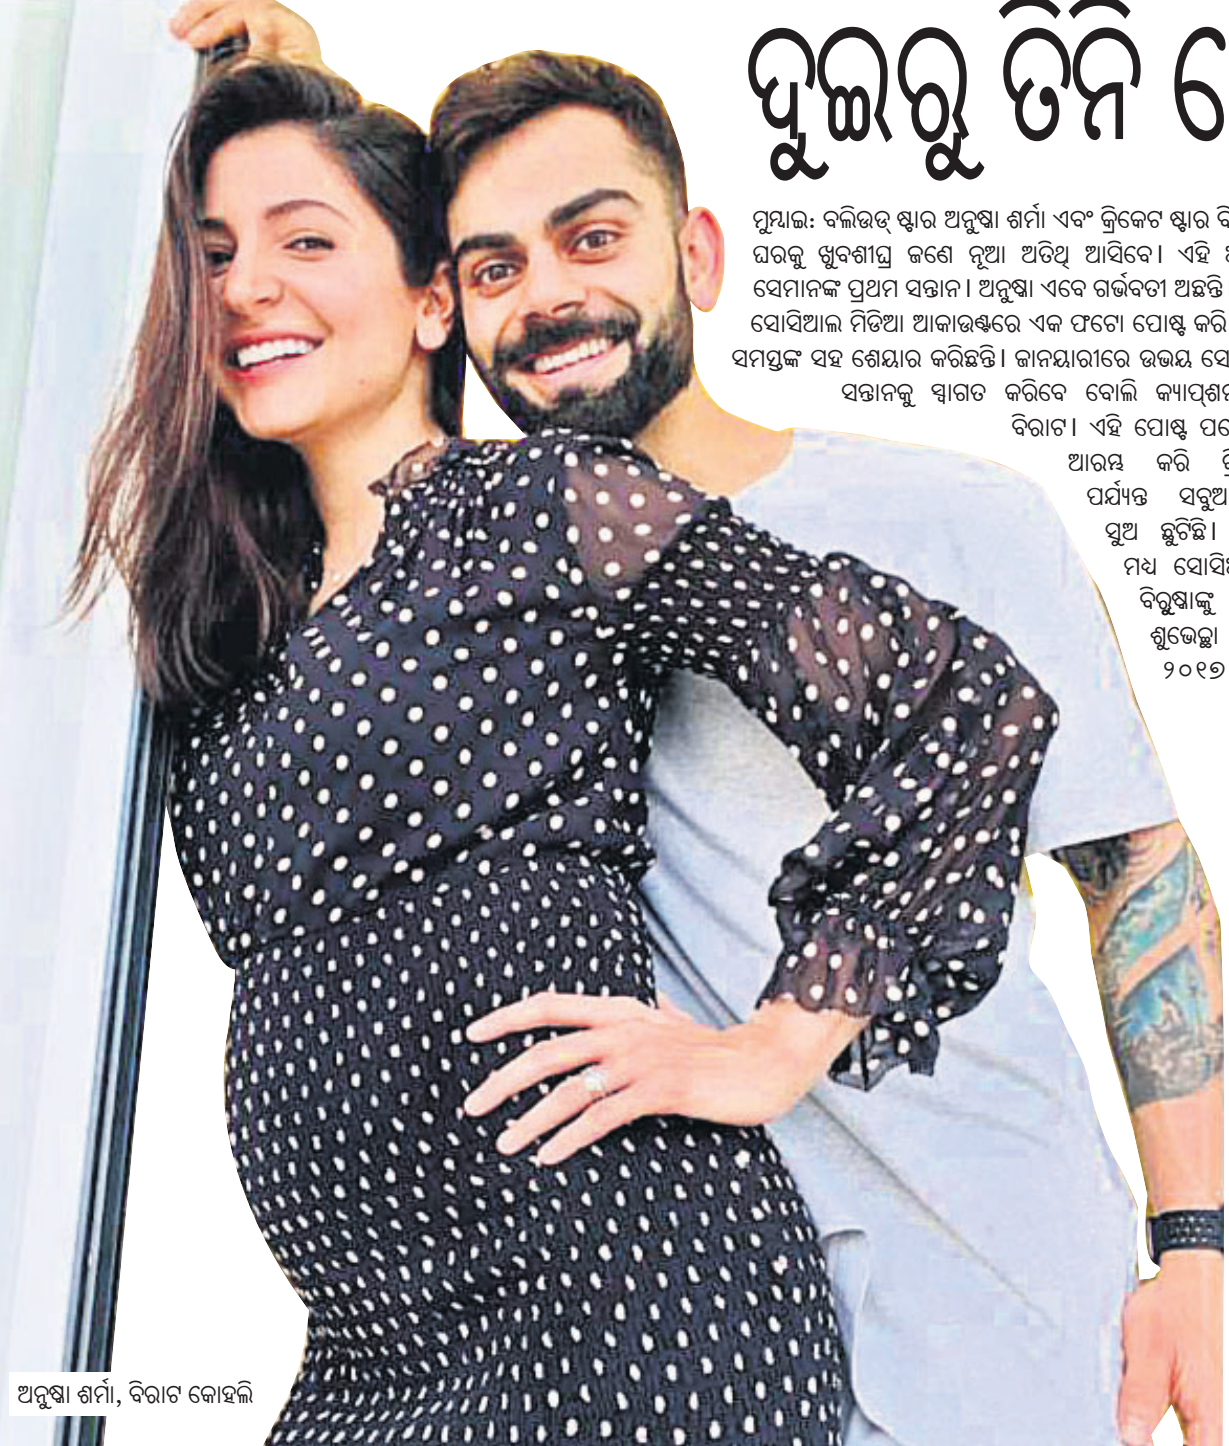 ଦୁଇରୁ ତିନି
ମୁମ୍ବାଇ: ବଲିଉଡ୍ ଷ୍ଟାର ଅନୁଷ୍କା ଶର୍ମା ଏବଂ କ୍ରିକେଟ ଷ୍ଟାର
ଘରକୁ ଖୁବଶୀଘ୍ର ଜଣେ ନୂଆ ଅତିଥି ଆସିବେ। ଏହି
ସେମାନଙ୍କ ପ୍ରଥମ ସନ୍ତାନ। ଅନୁଷ୍କା ଏବେ ଗର୍ଭବତୀ ଅଛନ୍ତି
ସୋସିଆଲ ମିଡିଆ ଆକାଉଣ୍ଟରେ ଏକ ଫଟୋ ପୋଷ୍ଟ କରି
ସମସ୍ତଙ୍କ ସହ ଶେୟାର କରିଛନ୍ତି। ଜାନୟାରୀରେ ଉଭୟ
ସନ୍ତାନକୁ ସ୍ୱାଗତ କରିବେ ବୋଲି
ବିରାଟ। ଏହି ପୋଷ୍ଟ
ଆରମ୍ଭ କରି
ପର୍ଯ୍ୟନ୍ତ ସବୁଆ
ସୁଅ ଛୁଟିଛି।
ମଧ୍ୟ
ବିରୁଷ୍କାଙ୍କୁ
ଶୁଭେଚ୍ଛା
୨୦୧୭
ଅନୁଷ୍କା ଶର୍ମା, ବିରାଟ କୋହଲି